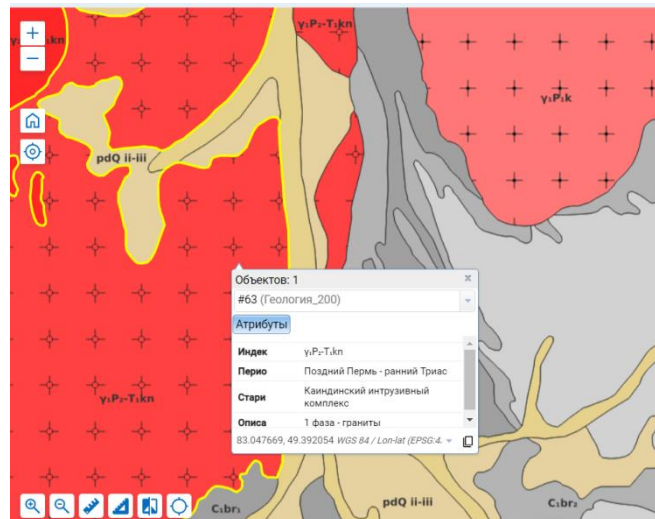 γ₁P₂-T₁kn
γ₁P₁k
pdQ ii-iii
Объектов: 1
#63 (Геология_200)
Атрибуты
Индек γ₁P₂-T₁kn
Перио Поздний Пермь - ранний Триас
Стари Каиндинский интрузивный
комплекс
Описа 1 фаза - граниты
83.047669, 49.392054 WGS 84 / Lon-lat (EPSG:4.
γ₁P₂-T₁kn
C₁br₁
pdQ ii-iii
C₁br₂